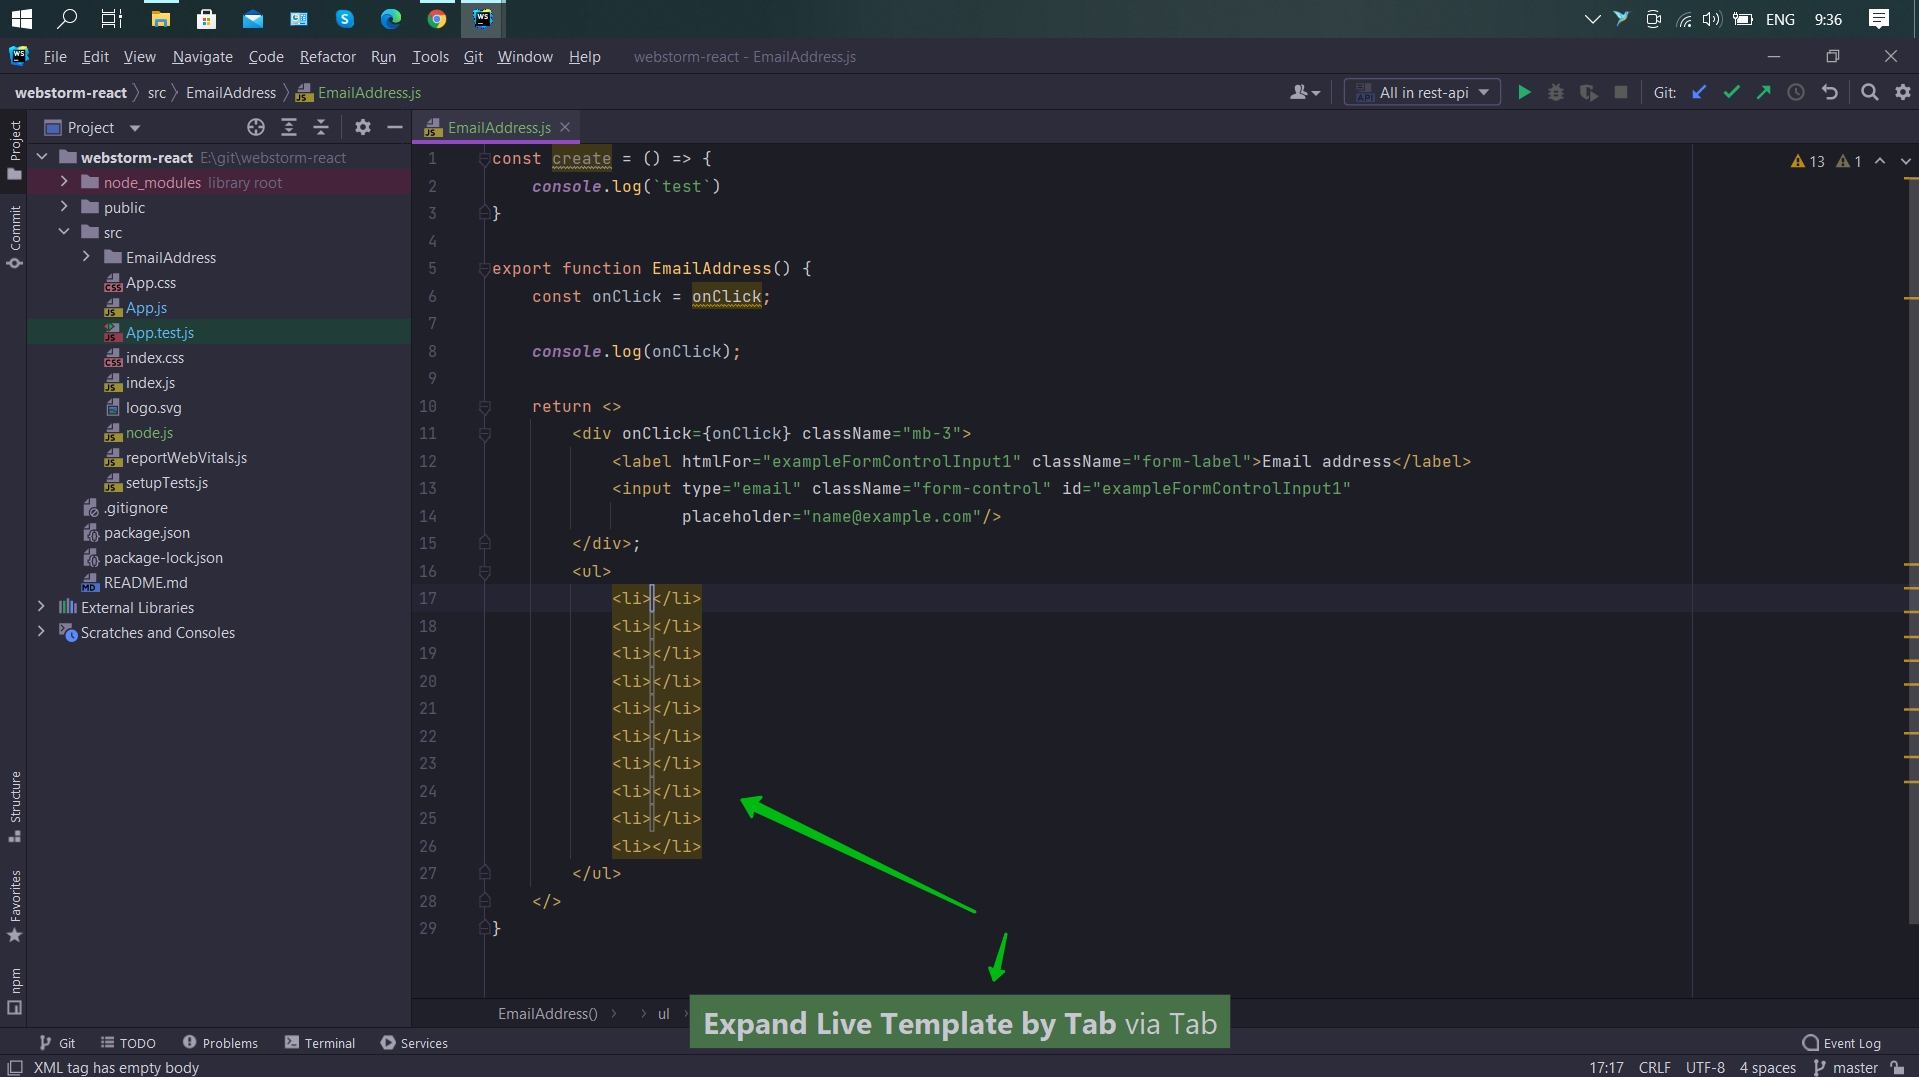 ENG 9:36
File Edit View Navigate Code Refactor Run Tools Git Window Help webstorm-react - EmailAddress.js
webstorm-react src EmailAddress EmailAddress.js All in rest-api Git:
Project
EmailAddress.js
Project
Commit
Structure
Favorites
npm
webstorm-react E:\git\webstorm-react
node_modules library root
public
src
EmailAddress
App.css
App.js
App.test.js
index.css
index.js
logo.svg
node.js
reportWebVitals.js
setupTests.js
.gitignore
package.json
package-lock.json
README.md
External Libraries
Scratches and Consoles
13 1
1 const create = () => {
2 console.log(`test`)
3 }
4
5 export function EmailAddress() {
6 const onClick = onClick;
7
8 console.log(onClick);
9
10 return <>
11 <div onClick={onClick} className="mb-3">
12 <label htmlFor="exampleFormControlInput1" className="form-label">Email address</label>
13 <input type="email" className="form-control" id="exampleFormControlInput1"
14 placeholder="name@example.com"/>
15 </div>;
16 <ul>
17 <li></li>
18 <li></li>
19 <li></li>
20 <li></li>
21 <li></li>
22 <li></li>
23 <li></li>
24 <li></li>
25 <li></li>
26 <li></li>
27 </ul>
28 </>
29 }
EmailAddress() ul
Expand Live Template by Tab via Tab
Git TODO Problems Terminal Services Event Log
XML tag has empty body 17:17 CRLF UTF-8 4 spaces master